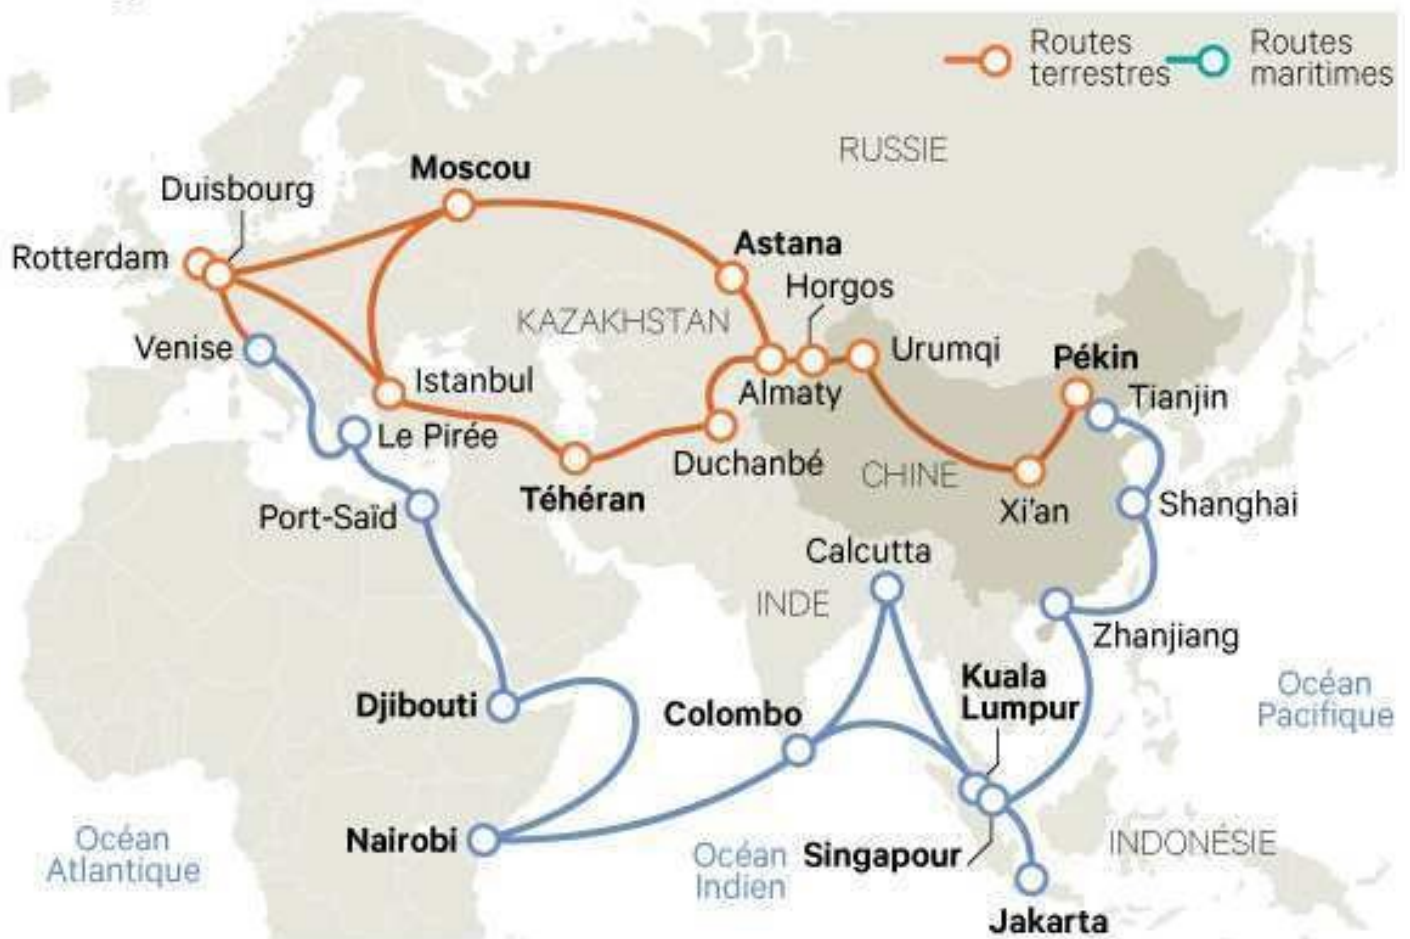 Routes
terrestres
Routes
maritimes
RUSSIE
Moscou
Duisbourg
Rotterdam
Astana
Horgos
KAZAKHSTAN
Venise
Urumqi
Pékin
Istanbul
Almaty
Tianjin
Le Pirée
Duchanbé
CHINE
Téhéran
Xi'an
Shanghai
Port-Saïd
Calcutta
INDE
Zhanjiang
Kuala
Lumpur
Océan
Pacifique
Djibouti
Colombo
Nairobi
Océan
Atlantique
Océan
Indien
Singapour
INDONÉSIE
Jakarta